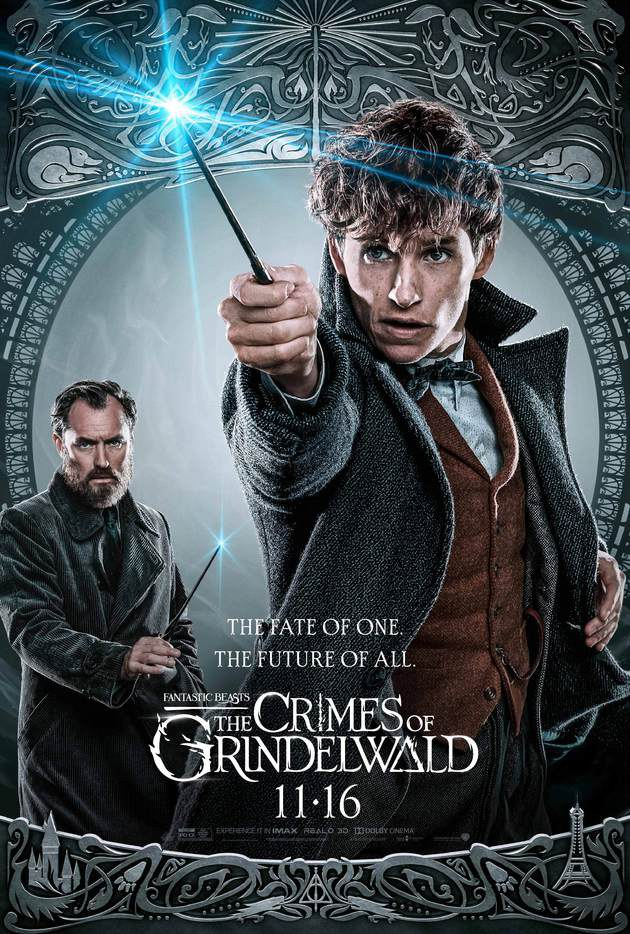 THE FATE OF ONE.
THE FUTURE OF ALL.
FANTASTIC BEASTS
THE CRIMES OF
GRINDELWALD
11·16
EXPERIENCE IT IN IMAX REALD 3D DOLBY CINEMA